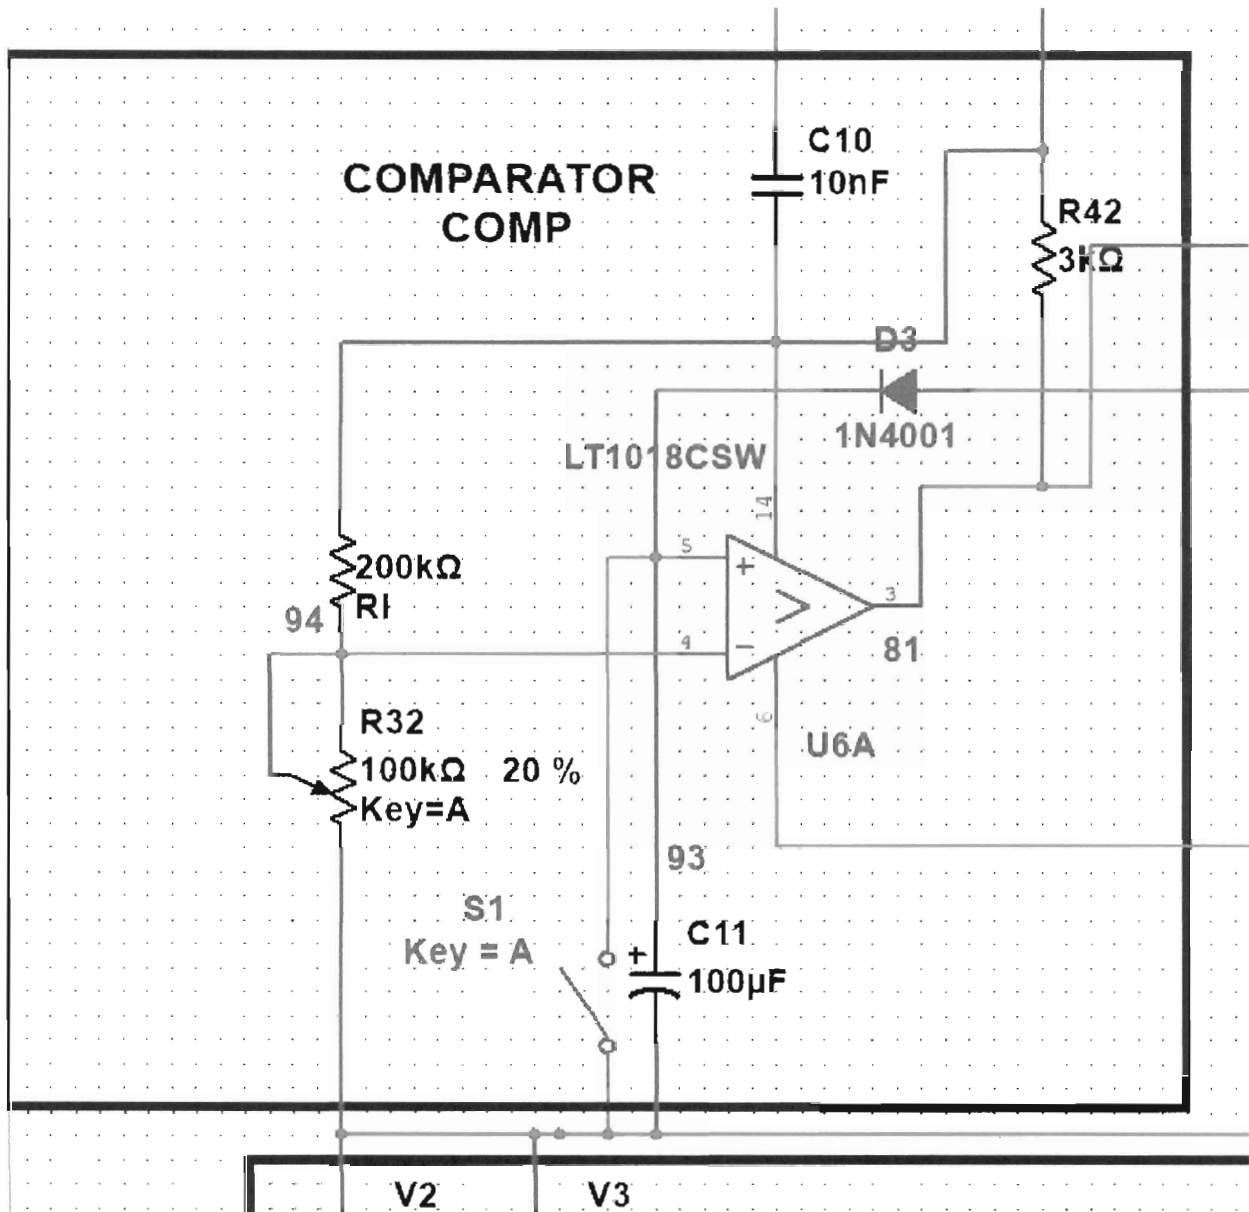 C10
10nF
COMPARATOR
COMP
R42
3kΩ
D3
1N4001
LT1018CSW
14
5
+
200kΩ
RI
94
3
4
−
81
6
U6A
R32
100kΩ 20 %
Key=A
93
S1
Key = A
C11
+
100µF
V2
V3